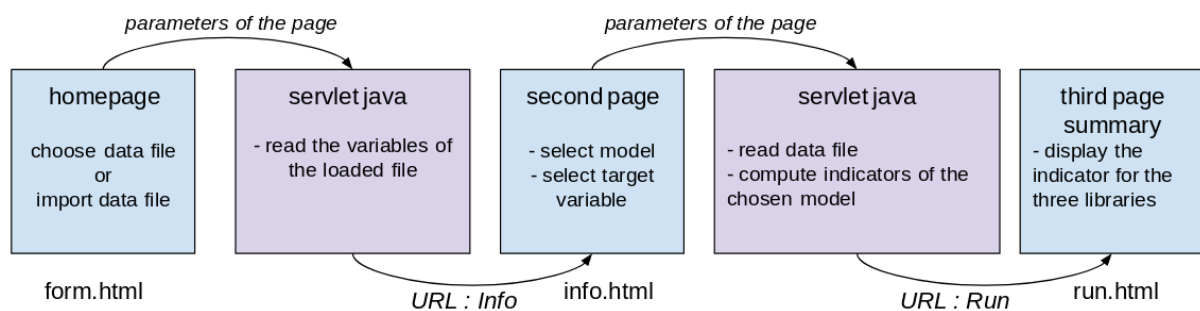 parameters of the page
parameters of the page
homepage
choose data file
or
import data file
servlet java
- read the variables of
the loaded file
second page
- select model
- select target
variable
servlet java
- read data file
- compute indicators of the
chosen model
third page
summary
- display the
indicator for the
three libraries
form.html
URL : Info
info.html
URL : Run
run.html